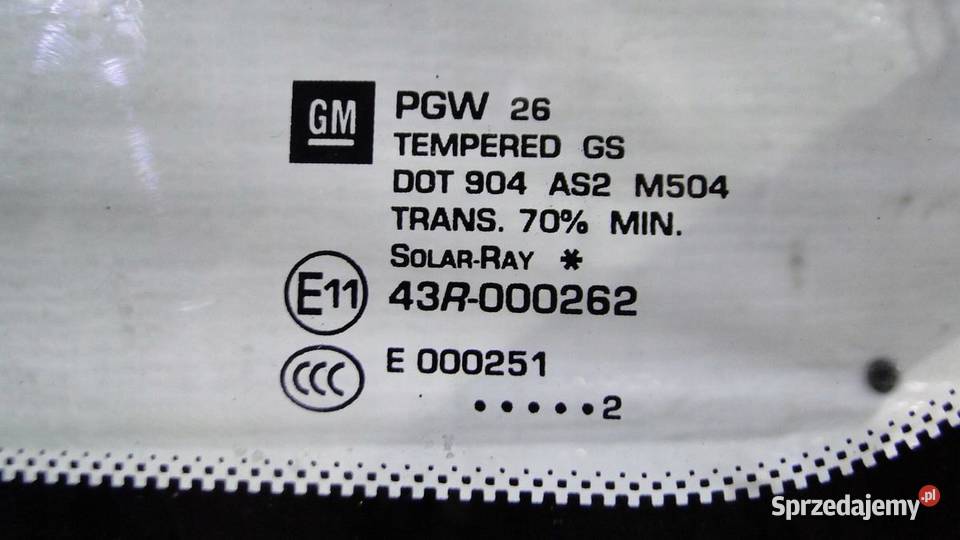 GM
PGW 26
TEMPERED GS
DOT 904 AS2 M504
TRANS. 70% MIN.
SOLAR-RAY *
E11 43R-000262
CCC E 000251
•••••2
Sprzedajemy.pl